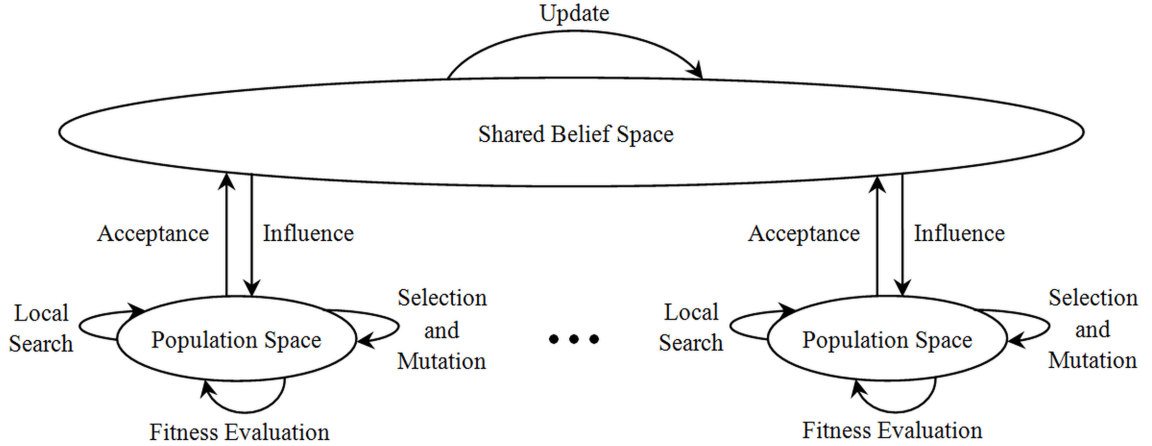 Update
Shared Belief Space
Acceptance
Influence
Acceptance
Influence
Local
Search
Population Space
Selection
and
Mutation
Fitness Evaluation
Local
Search
Population Space
Selection
and
Mutation
Fitness Evaluation